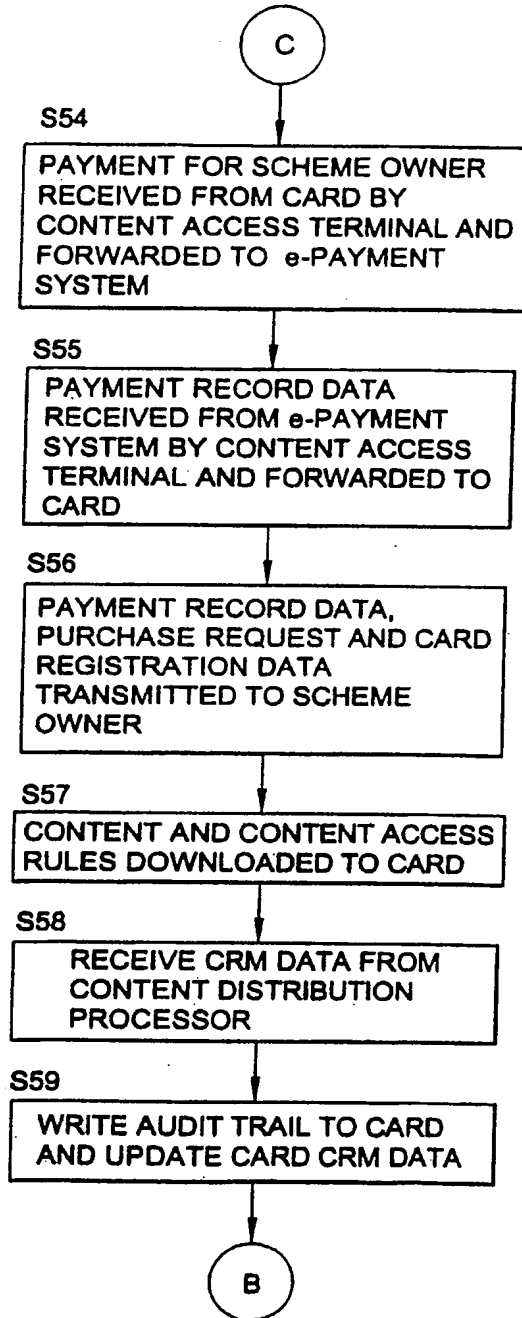 C
S54
PAYMENT FOR SCHEME OWNER
RECEIVED FROM CARD BY
CONTENT ACCESS TERMINAL AND
FORWARDED TO e-PAYMENT
SYSTEM
S55
PAYMENT RECORD DATA
RECEIVED FROM e-PAYMENT
SYSTEM BY CONTENT ACCESS
TERMINAL AND FORWARDED TO
CARD
S56
PAYMENT RECORD DATA,
PURCHASE REQUEST AND CARD
REGISTRATION DATA
TRANSMITTED TO SCHEME
OWNER
S57
CONTENT AND CONTENT ACCESS
RULES DOWNLOADED TO CARD
S58
RECEIVE CRM DATA FROM
CONTENT DISTRIBUTION
PROCESSOR
S59
WRITE AUDIT TRAIL TO CARD
AND UPDATE CARD CRM DATA
B